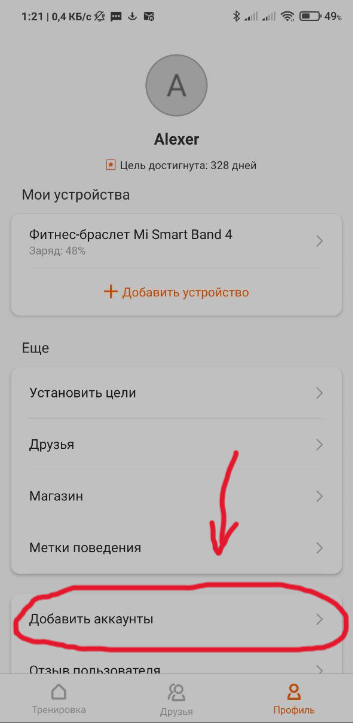 1:21 | 0,4 КБ/с 49%
A
Alexer
Цель достигнута: 328 дней
Мои устройства
Фитнес-браслет Mi Smart Band 4
Заряд: 48%
+ Добавить устройство
Еще
Установить цели
Друзья
Магазин
Метки поведения
Добавить аккаунты
Отзыв пользователя
Тренировка Друзья Профиль